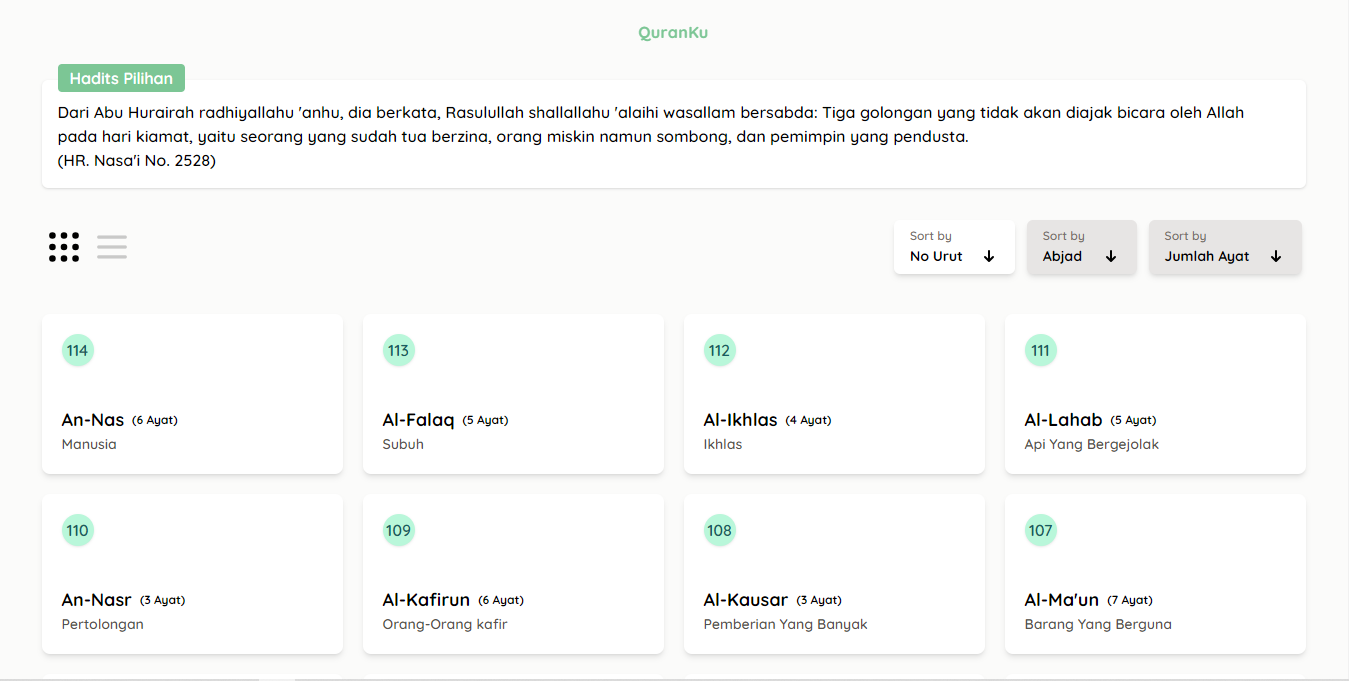 QuranKu
Hadits Pilihan
Dari Abu Hurairah radhiyallahu 'anhu, dia berkata, Rasulullah shallallahu 'alaihi wasallam bersabda: Tiga golongan yang tidak akan diajak bicara oleh Allah
pada hari kiamat, yaitu seorang yang sudah tua berzina, orang miskin namun sombong, dan pemimpin yang pendusta.
(HR. Nasa'i No. 2528)
Sort by
No Urut ↓
Sort by
Abjad ↓
Sort by
Jumlah Ayat ↓
114
An-Nas (6 Ayat)
Manusia
113
Al-Falaq (5 Ayat)
Subuh
112
Al-Ikhlas (4 Ayat)
Ikhlas
111
Al-Lahab (5 Ayat)
Api Yang Bergejolak
110
An-Nasr (3 Ayat)
Pertolongan
109
Al-Kafirun (6 Ayat)
Orang-Orang kafir
108
Al-Kausar (3 Ayat)
Pemberian Yang Banyak
107
Al-Ma'un (7 Ayat)
Barang Yang Berguna